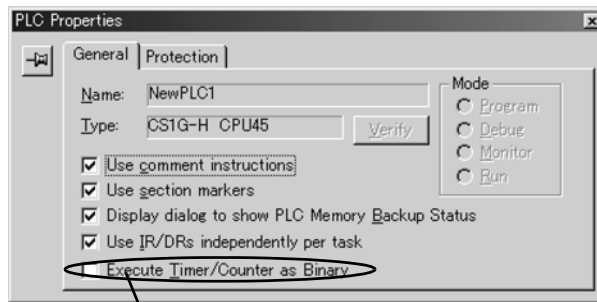 PLC Properties
General Protection
Name: NewPLC1
Type: CS1G-H CPU45 Verify
Mode
Program
Debug
Monitor
Run
Use comment instructions
Use section markers
Display dialog to show PLC Memory Backup Status
Use IR/DRs independently per task
Execute Timer/Counter as Binary